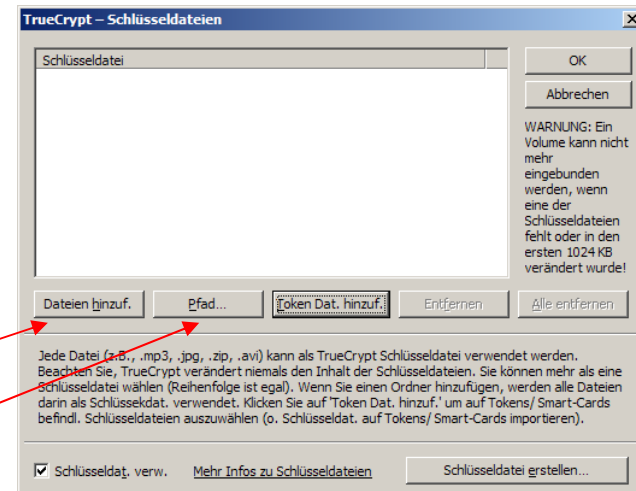 TrueCrypt – Schlüsseldateien
Schlüsseldatei
OK
Abbrechen
WARNUNG: Ein
Volume kann nicht
mehr
eingebunden
werden, wenn
eine der
Schlüsseldateien
fehlt oder in den
ersten 1024 KB
verändert wurde!
Dateien hinzuf.
Pfad...
Token Dat. hinzuf.
Entfernen
Alle entfernen
Jede Datei (z.B., .mp3, .jpg, .zip, .avi) kann als TrueCrypt Schlüsseldatei verwendet werden.
Beachten Sie, TrueCrypt verändert niemals den Inhalt der Schlüsseldateien. Sie können mehr als eine
Schlüsseldatei wählen (Reihenfolge ist egal). Wenn Sie einen Ordner hinzufügen, werden alle Dateien
darin als Schlüssekdat. verwendet. Klicken Sie auf 'Token Dat. hinzuf.' um auf Tokens/ Smart-Cards
befindl. Schlüsseldateien auszuwählen (o. Schlüsseldat. auf Tokens/ Smart-Cards importieren).
Schlüsseldat. verw.
Mehr Infos zu Schlüsseldateien
Schlüsseldatei erstellen...